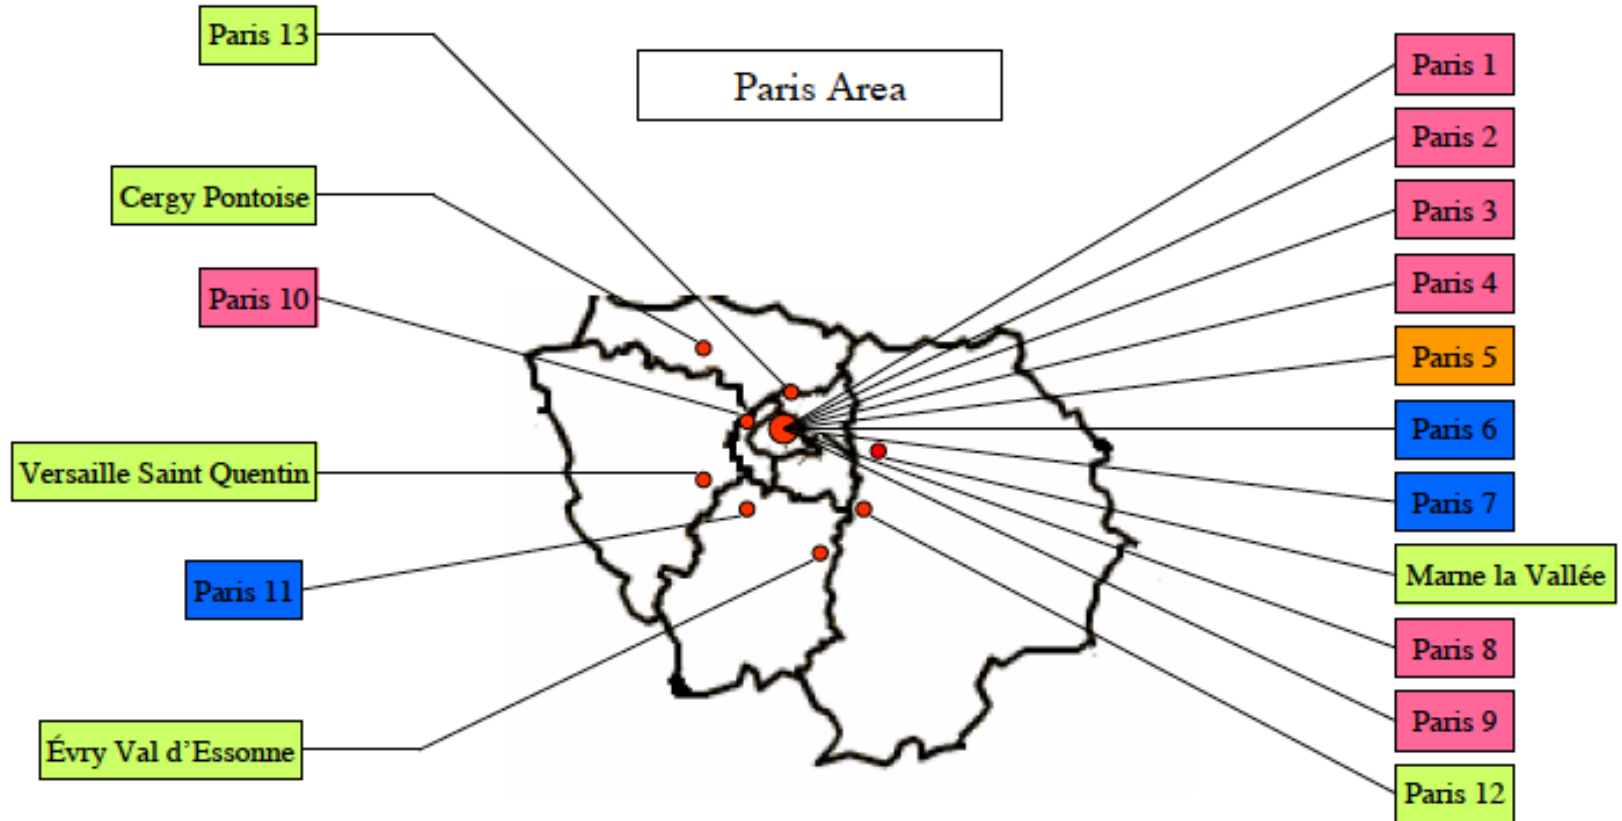 Paris Area
Paris 13
Cergy Pontoise
Paris 10
Versaille Saint Quentin
Paris 11
Évry Val d’Essonne
Paris 1
Paris 2
Paris 3
Paris 4
Paris 5
Paris 6
Paris 7
Marne la Vallée
Paris 8
Paris 9
Paris 12